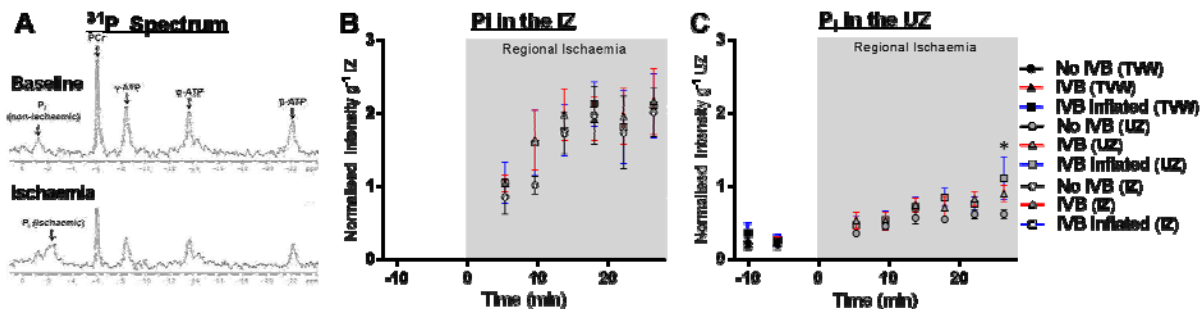 A
³¹P Spectrum
PCr
Baseline
γ-ATP
α-ATP
β-ATP
Pᵢ
(non-ischaemic)
Ischaemia
Pᵢ (ischaemic)
B
Pi in the IZ
Regional Ischaemia
Normalised Intensity g⁻¹ IZ
3
2
1
0
-10
0
10
20
Time (min)
C
Pᵢ in the UZ
Regional Ischaemia
Normalised Intensity g⁻¹ UZ
3
2
1
0
*
-10
0
10
20
Time (min)
No IVB (TVW)
IVB (TVW)
IVB Inflated (TVW)
No IVB (UZ)
IVB (UZ)
IVB Inflated (UZ)
No IVB (IZ)
IVB (IZ)
IVB Inflated (IZ)